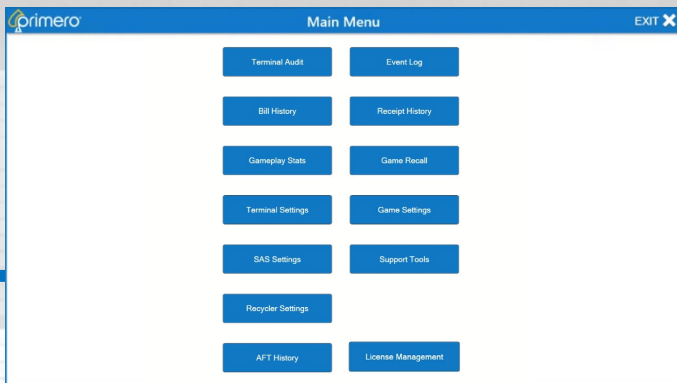 primero
Main Menu
EXIT
Terminal Audit
Event Log
Bill History
Receipt History
Gameplay Stats
Game Recall
Terminal Settings
Game Settings
SAS Settings
Support Tools
Recycler Settings
AFT History
License Management